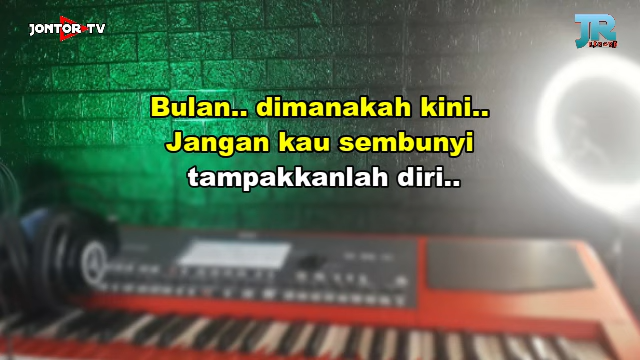 JONTOR TV
JR
Bulan.. dimanakah kini..
Jangan kau sembunyi
tampakkanlah diri..